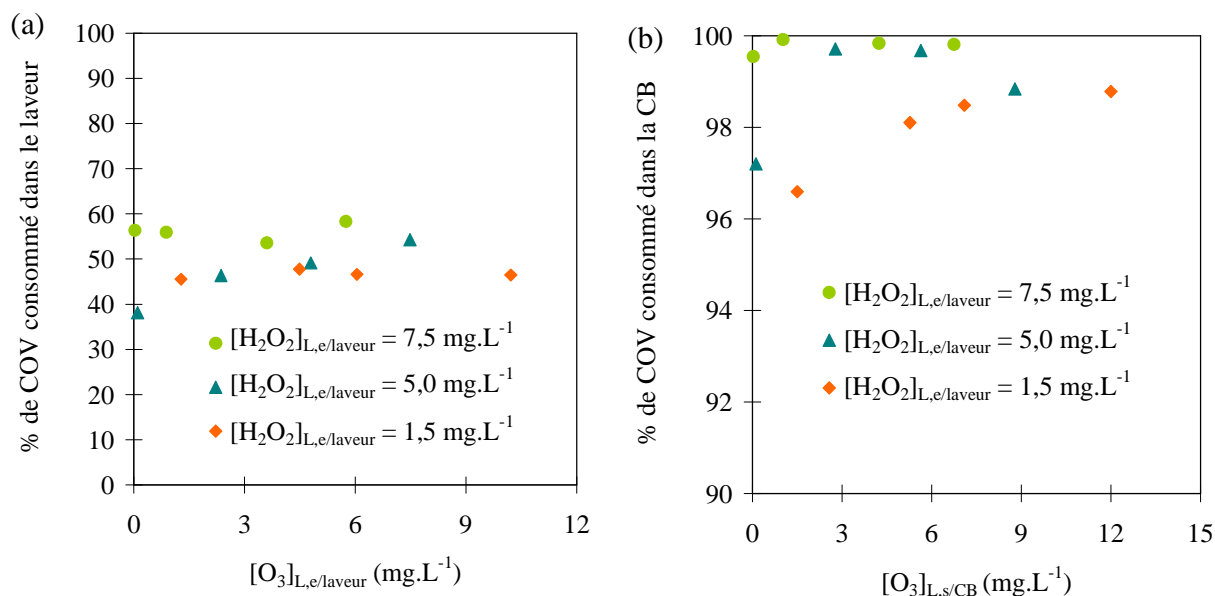 (a)
% de COV consommé dans le laveur
100
90
80
70
60
50
40
30
20
10
0
[H₂O₂]L,e/laveur = 7,5 mg.L⁻¹
[H₂O₂]L,e/laveur = 5,0 mg.L⁻¹
[H₂O₂]L,e/laveur = 1,5 mg.L⁻¹
0 3 6 9 12
[O₃]L,e/laveur (mg.L⁻¹)
(b)
% de COV consommé dans la CB
100
98
96
94
92
90
[H₂O₂]L,e/laveur = 7,5 mg.L⁻¹
[H₂O₂]L,e/laveur = 5,0 mg.L⁻¹
[H₂O₂]L,e/laveur = 1,5 mg.L⁻¹
0 3 6 9 12 15
[O₃]L,s/CB (mg.L⁻¹)